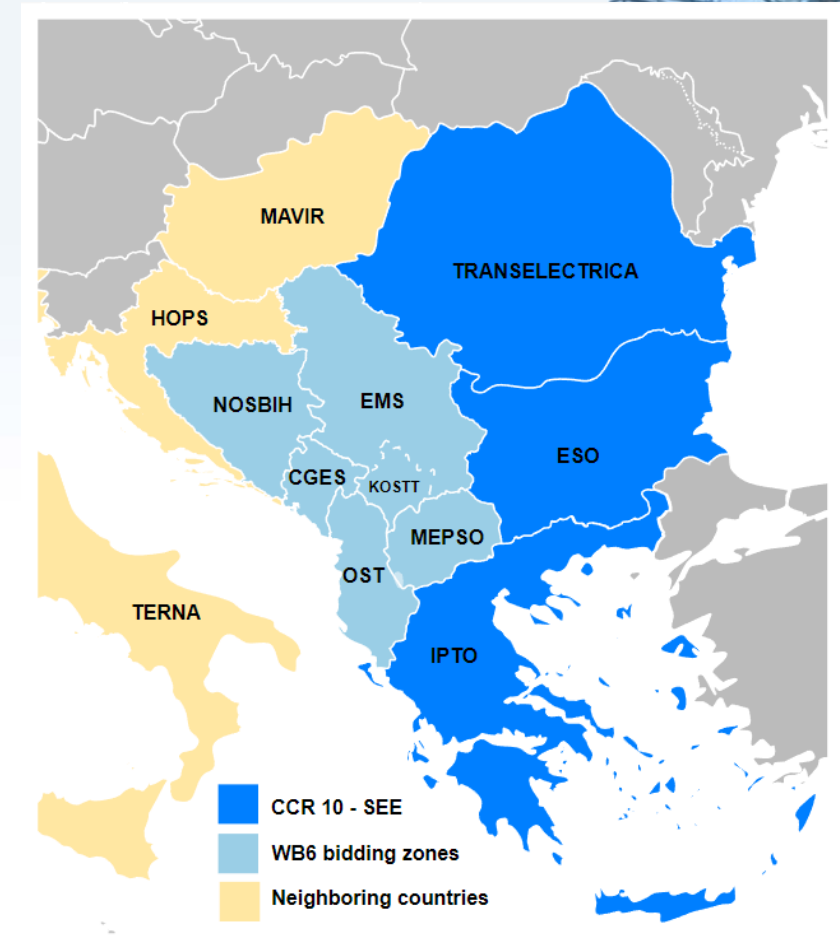 MAVIR
TRANSELECTRICA
HOPS
NOSBIH
EMS
ESO
CGES
KOSTT
MEPSO
OST
TERNA
IPTO
CCR 10 - SEE
WB6 bidding zones
Neighboring countries